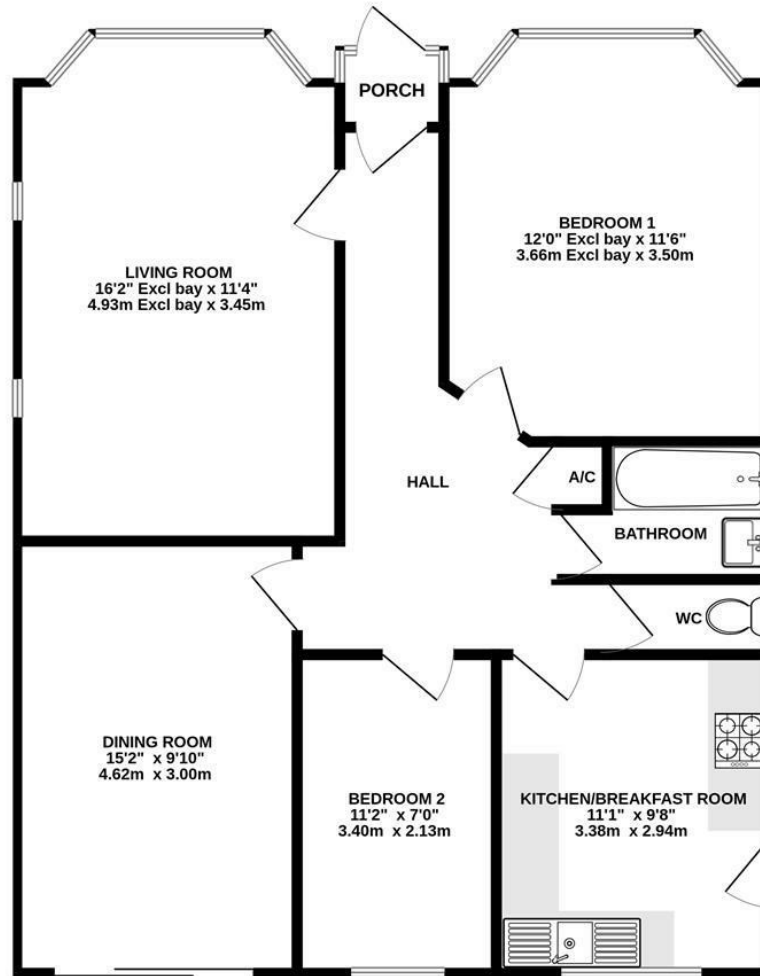 PORCH
BEDROOM 1
12'0" Excl bay x 11'6"
3.66m Excl bay x 3.50m
LIVING ROOM
16'2" Excl bay x 11'4"
4.93m Excl bay x 3.45m
HALL
A/C
BATHROOM
WC
DINING ROOM
15'2" x 9'10"
4.62m x 3.00m
BEDROOM 2
11'2" x 7'0"
3.40m x 2.13m
KITCHEN/BREAKFAST ROOM
11'1" x 9'8"
3.38m x 2.94m